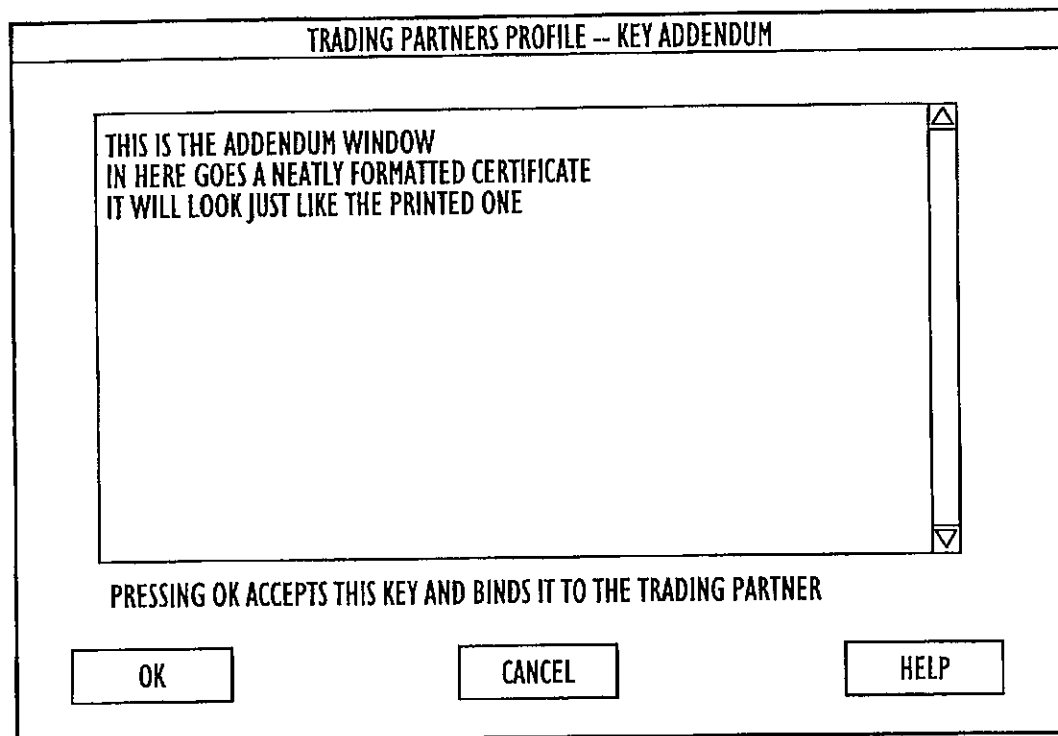 TRADING PARTNERS PROFILE -- KEY ADDENDUM
THIS IS THE ADDENDUM WINDOW
IN HERE GOES A NEATLY FORMATTED CERTIFICATE
IT WILL LOOK JUST LIKE THE PRINTED ONE
PRESSING OK ACCEPTS THIS KEY AND BINDS IT TO THE TRADING PARTNER
OK
CANCEL
HELP